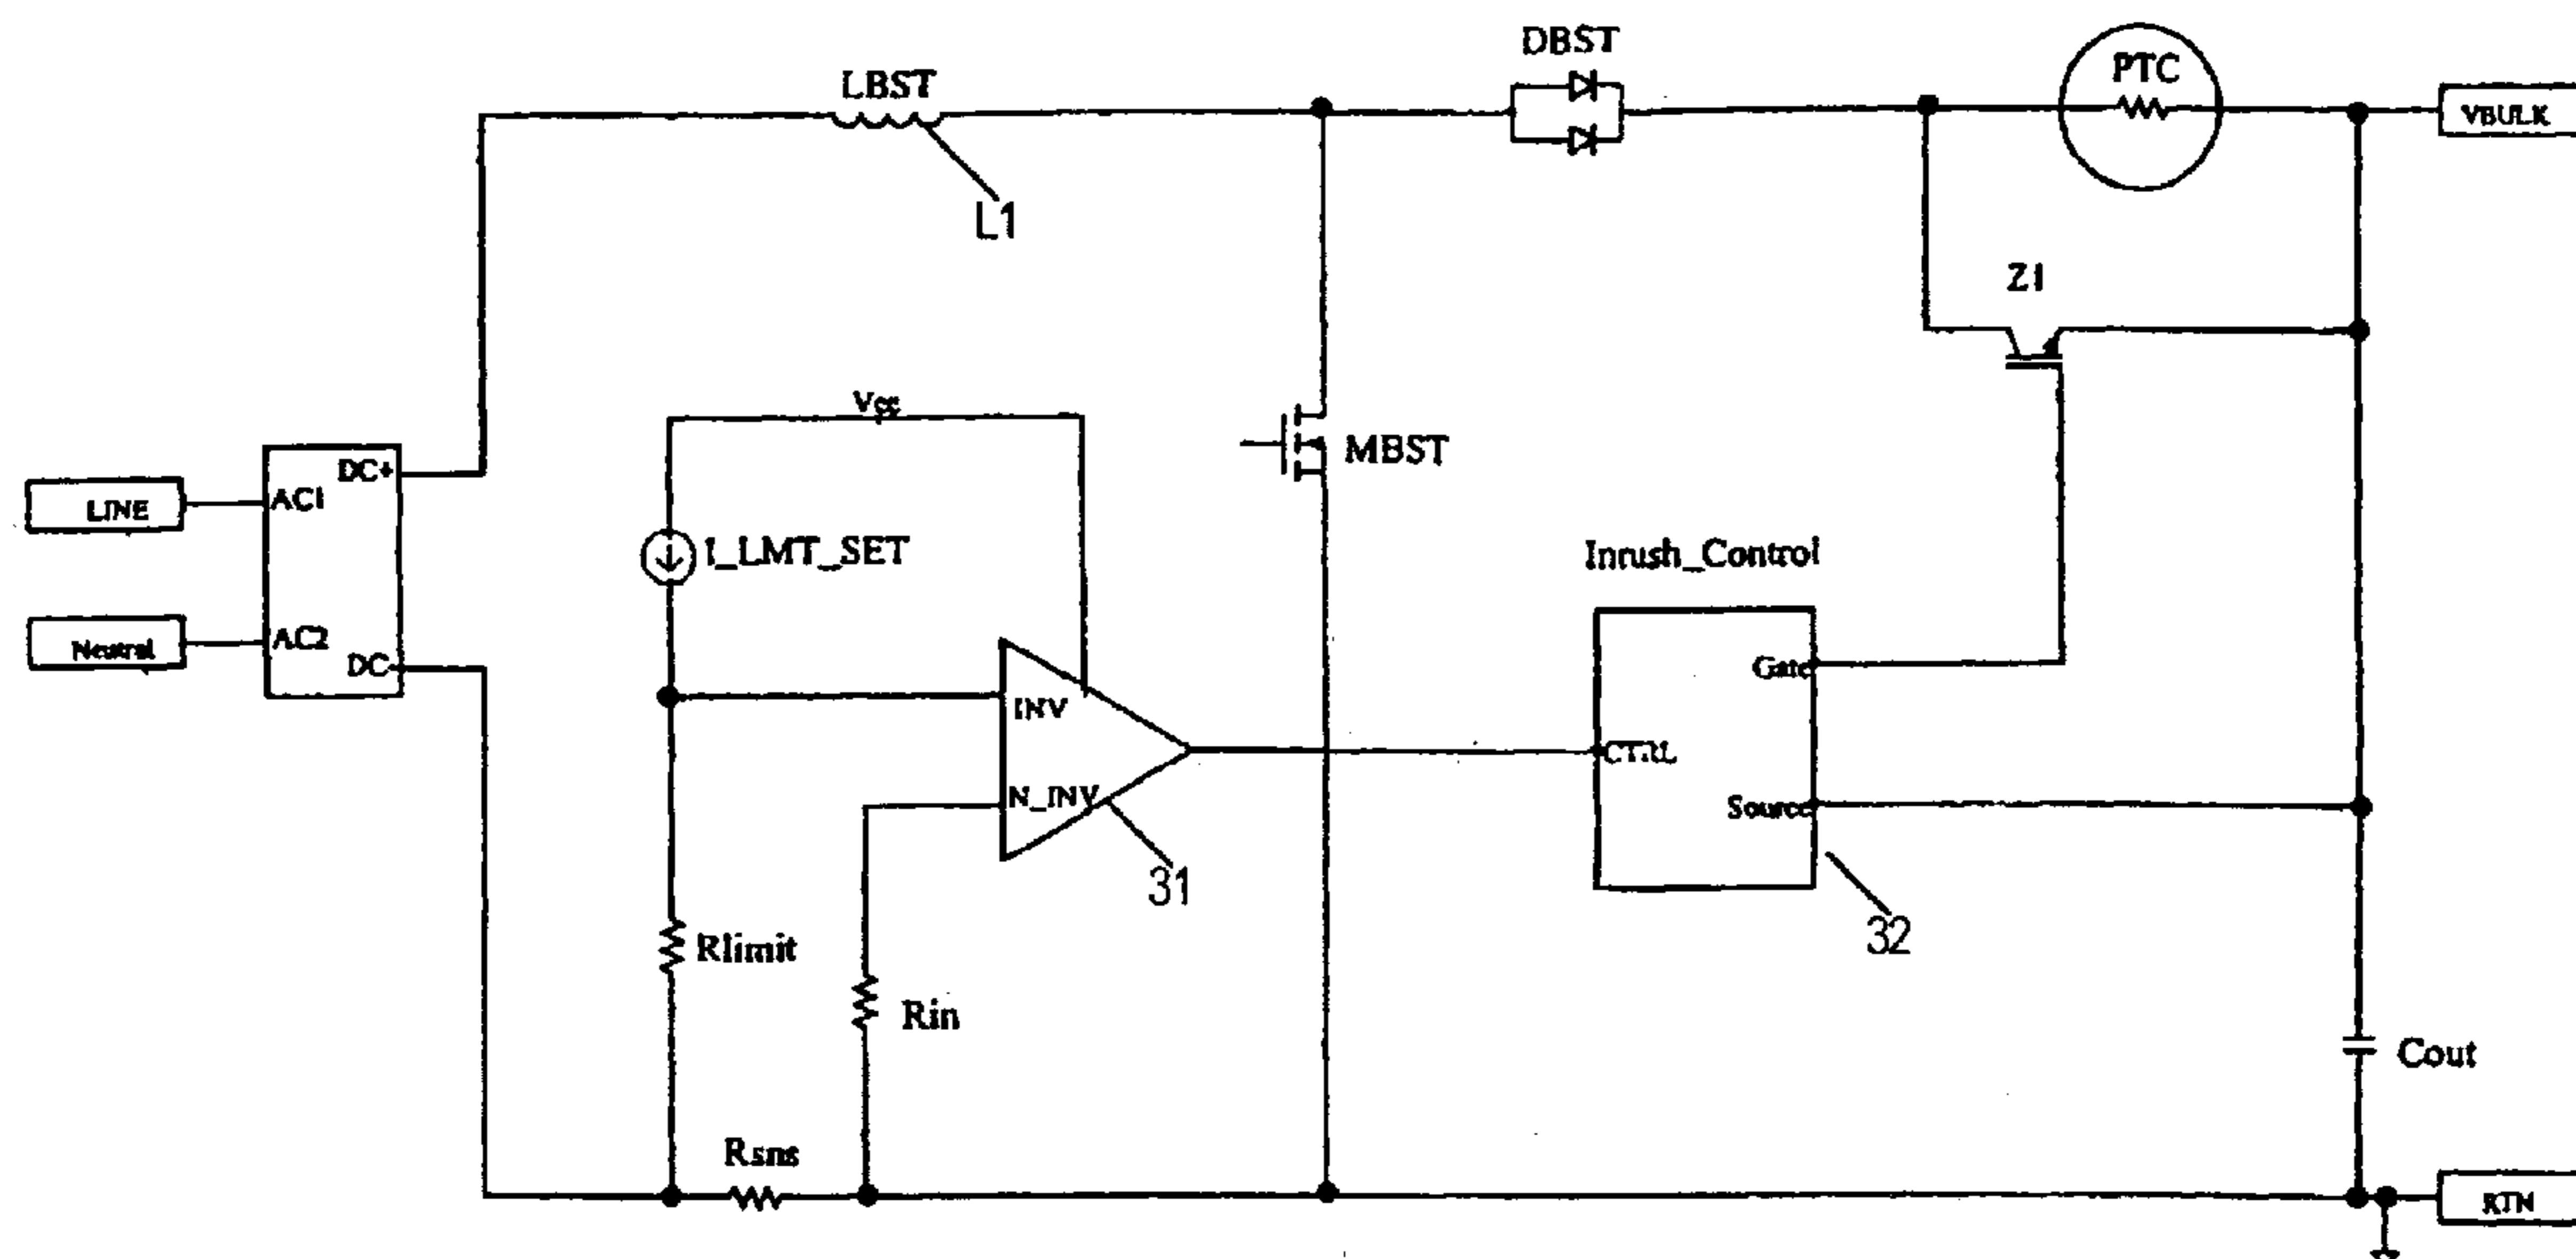 DBST
PTC
LBST
VBULK
L1
Z1
Vcc
MBST
DC+
AC1
LINE
I_LMT_SET
Inrush_Control
AC2
Neutral
DC-
Gate
INV
CTRL
N_INV
Source
31
32
Rlimit
Rin
Cout
Rsns
RTN